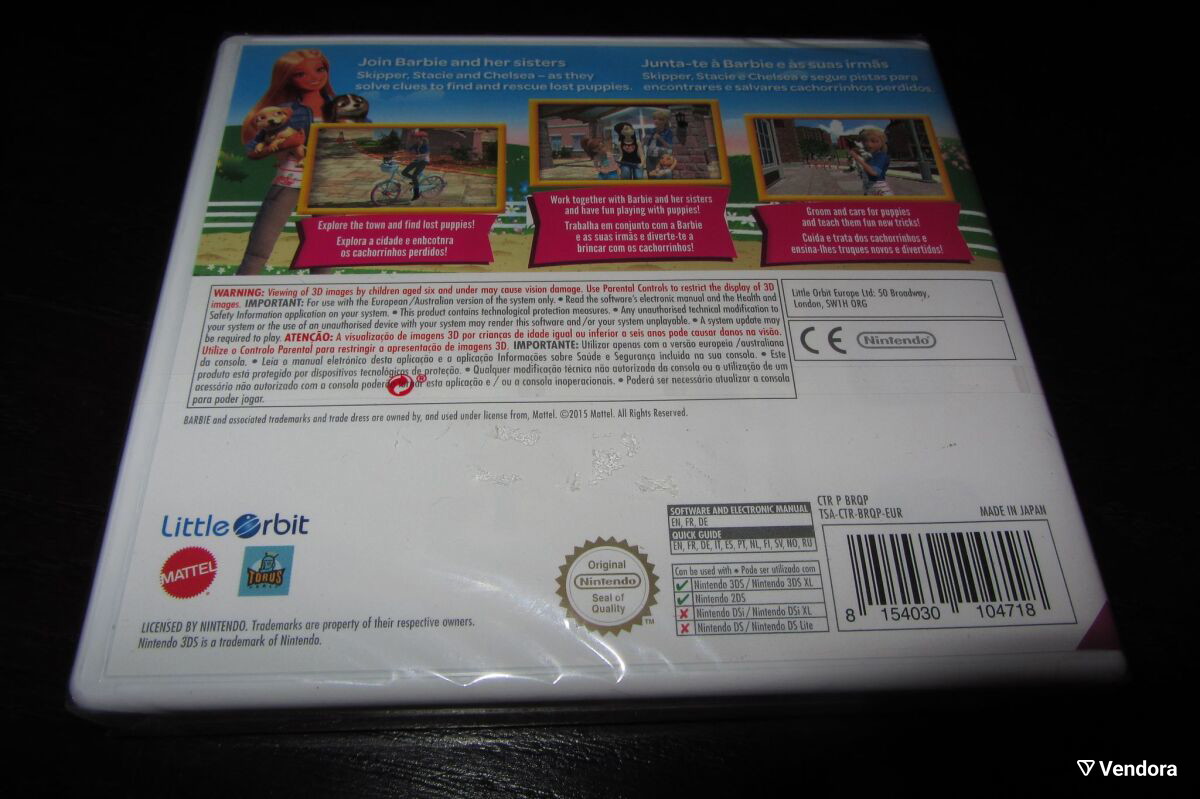 Join Barbie and her sisters
Skipper, Stacie and Chelsea – as they
solve clues to find and rescue lost puppies.
Junta-te à Barbie e às suas irmãs
Skipper, Stacie e Chelsea e segue pistas para
encontrares e salvares cachorrinhos perdidos.
Explore the town and find lost puppies!
Explora a cidade e enbcotnra
os cachorrinhos perdidos!
Work together with Barbie and her sisters
and have fun playing with puppies!
Trabalha em conjunto com a Barbie
e as suas irmãs e diverte-te a
brincar com os cachorrinhos!
Groom and care for puppies
and teach them fun new tricks!
Cuida e trata dos cachorrinhos e
ensina-lhes truques novos e divertidos!
WARNING: Viewing of 3D images by children aged six and under may cause vision damage. Use Parental Controls to restrict the display of 3D
images. IMPORTANT: For use with the European/Australian version of the system only. • Read the software's electronic manual and the Health and
Safety Information application on your system. • This product contains technological protection measures. • Any unauthorised technical modification to
your system or the use of an unauthorised device with your system may render this software and/or your system unplayable. • A system update may
be required to play. ATENÇÃO: A visualização de imagens 3D por crianças de idade igual ou inferior a seis anos pode causar danos na visão.
Utilize o Controlo Parental para restringir a apresentação de imagens 3D. IMPORTANTE: Utilizar apenas com a versão europeia /australiana
da consola. • Leia o manual eletrónico desta aplicação e a aplicação Informações sobre Saúde e Segurança incluída na sua consola. • Este
produto está protegido por dispositivos tecnológicos de proteção. • Qualquer modificação técnica não autorizada da consola ou a utilização de um
acessório não autorizado com a consola poderá esta aplicação e / ou a consola inoperacionais. • Poderá ser necessário atualizar a consola
para poder jogar.
Little Orbit Europe Ltd: 50 Broadway,
London, SW1H 0RG
CE Nintendo
BARBIE and associated trademarks and trade dress are owned by, and used under license from, Mattel. ©2015 Mattel. All Rights Reserved.
Little Orbit
MATTEL
TORUS
LICENSED BY NINTENDO. Trademarks are property of their respective owners.
Nintendo 3DS is a trademark of Nintendo.
Original
Nintendo
Seal of
Quality
TM
SOFTWARE AND ELECTRONIC MANUAL
EN, FR, DE
QUICK GUIDE
EN, FR, DE, IT, ES, PT, NL, FI, SV, NO, RU
Can be used with • Pode ser utilizado com
Nintendo 3DS / Nintendo 3DS XL
Nintendo 2DS
Nintendo DSi / Nintendo DSi XL
Nintendo DS / Nintendo DS Lite
CTR P BRQP
TSA-CTR-BRQP-EUR
MADE IN JAPAN
8 154030 104718
Vendora